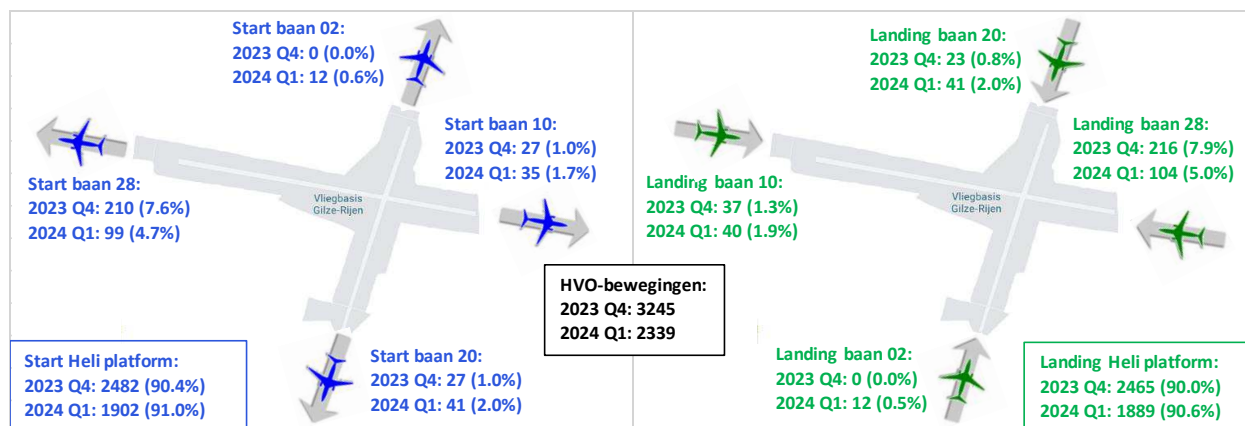 Start baan 02:
2023 Q4: 0 (0.0%)
2024 Q1: 12 (0.6%)
Start baan 10:
2023 Q4: 27 (1.0%)
2024 Q1: 35 (1.7%)
Start baan 28:
2023 Q4: 210 (7.6%)
2024 Q1: 99 (4.7%)
Vliegbasis
Gilze-Rijen
Start Heli platform:
2023 Q4: 2482 (90.4%)
2024 Q1: 1902 (91.0%)
Start baan 20:
2023 Q4: 27 (1.0%)
2024 Q1: 41 (2.0%)
HVO-bewegingen:
2023 Q4: 3245
2024 Q1: 2339
Landing baan 20:
2023 Q4: 23 (0.8%)
2024 Q1: 41 (2.0%)
Landing baan 28:
2023 Q4: 216 (7.9%)
2024 Q1: 104 (5.0%)
Landing baan 10:
2023 Q4: 37 (1.3%)
2024 Q1: 40 (1.9%)
Vliegbasis
Gilze-Rijen
Landing baan 02:
2023 Q4: 0 (0.0%)
2024 Q1: 12 (0.5%)
Landing Heli platform:
2023 Q4: 2465 (90.0%)
2024 Q1: 1889 (90.6%)